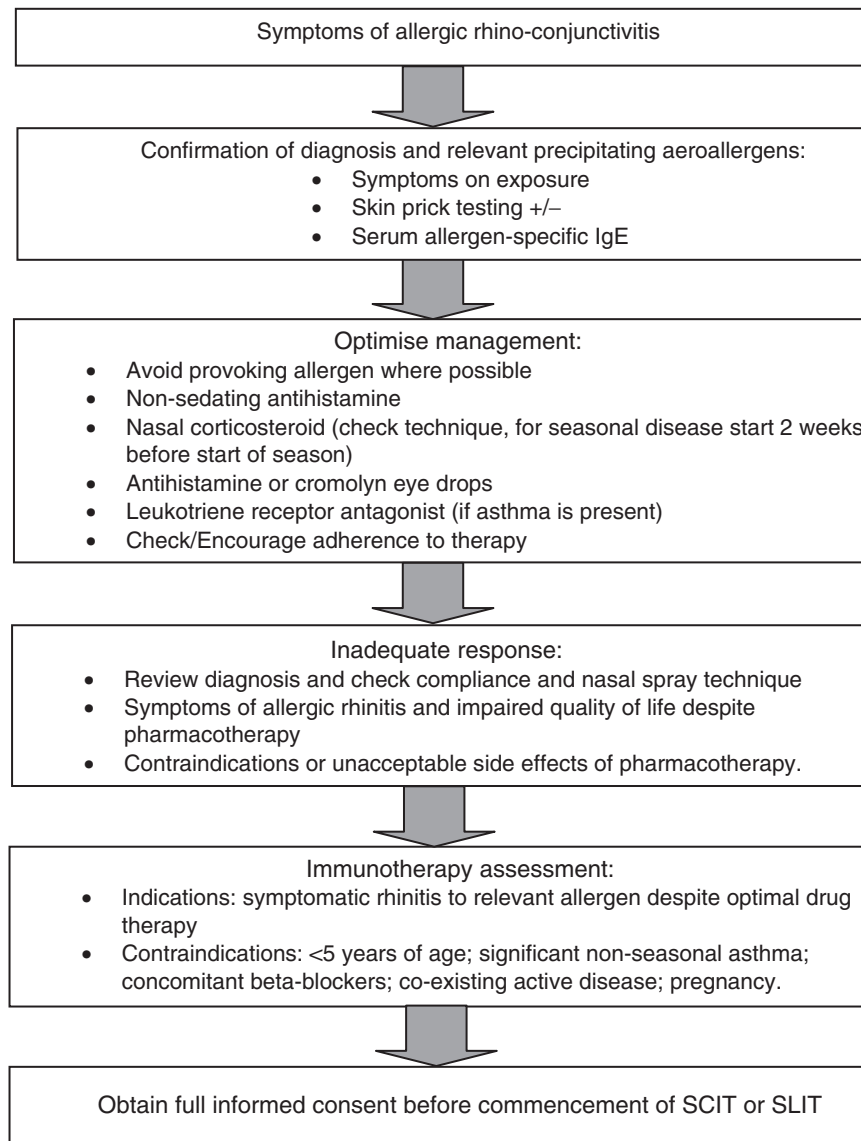 Symptoms of allergic rhino-conjunctivitis
Confirmation of diagnosis and relevant precipitating aeroallergens:
• Symptoms on exposure
• Skin prick testing +/–
• Serum allergen-specific IgE
Optimise management:
• Avoid provoking allergen where possible
• Non-sedating antihistamine
• Nasal corticosteroid (check technique, for seasonal disease start 2 weeks
before start of season)
• Antihistamine or cromolyn eye drops
• Leukotriene receptor antagonist (if asthma is present)
• Check/Encourage adherence to therapy
Inadequate response:
• Review diagnosis and check compliance and nasal spray technique
• Symptoms of allergic rhinitis and impaired quality of life despite
pharmacotherapy
• Contraindications or unacceptable side effects of pharmacotherapy.
Immunotherapy assessment:
• Indications: symptomatic rhinitis to relevant allergen despite optimal drug
therapy
• Contraindications: <5 years of age; significant non-seasonal asthma;
concomitant beta-blockers; co-existing active disease; pregnancy.
Obtain full informed consent before commencement of SCIT or SLIT